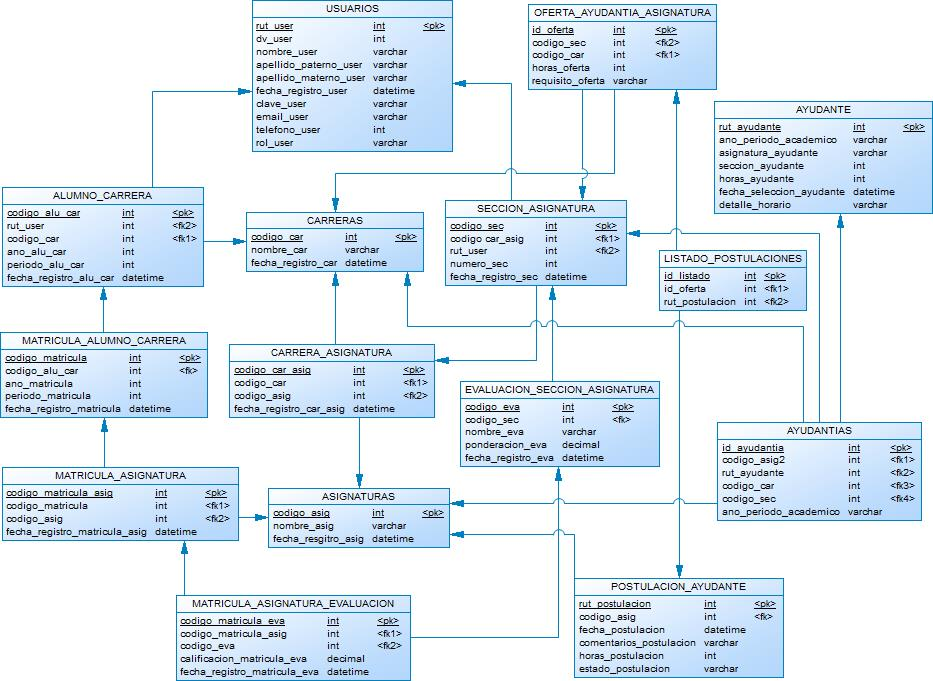 USUARIOS
rut_user int <pk>
dv_user int
nombre_user varchar
apellido_paterno_user varchar
apellido_materno_user varchar
fecha_registro_user datetime
clave_user varchar
email_user varchar
telefono_user int
rol_user varchar
OFERTA_AYUDANTIA_ASIGNATURA
id_oferta int <pk>
codigo_sec int <fk2>
codigo_car int <fk1>
horas_oferta int
requisito_oferta varchar
AYUDANTE
rut_ayudante int <pk>
ano_periodo_academico varchar
asignatura_ayudante varchar
seccion_ayudante int
horas_ayudante int
fecha_seleccion_ayudante datetime
detalle_horario varchar
ALUMNO_CARRERA
codigo_alu_car int <pk>
rut_user int <fk2>
codigo_car int <fk1>
ano_alu_car int
periodo_alu_car int
fecha_registro_alu_car datetime
CARRERAS
codigo_car int <pk>
nombre_car varchar
fecha_registro_car datetime
SECCION_ASIGNATURA
codigo_sec int <pk>
codigo car_asig int <fk1>
rut_user int <fk2>
numero_sec int
fecha_registro_sec datetime
LISTADO_POSTULACIONES
id_listado int <pk>
id_oferta int <fk1>
rut_postulacion int <fk2>
MATRICULA_ALUMNO_CARRERA
codigo_matricula int <pk>
codigo_alu_car int <fk>
ano_matricula int
periodo_matricula int
fecha_registro_matricula datetime
CARRERA_ASIGNATURA
codigo_car_asig int <pk>
codigo_car int <fk1>
codigo_asig int <fk2>
fecha_registro_car_asig datetime
EVALUACION_SECCION_ASIGNATURA
codigo_eva int <pk>
codigo_sec int <fk>
nombre_eva varchar
ponderacion_eva decimal
fecha_registro_eva datetime
AYUDANTIAS
id_ayudantia int <pk>
codigo_asig2 int <fk1>
rut_ayudante int <fk2>
codigo_car int <fk3>
codigo_sec int <fk4>
ano_periodo_academico varchar
MATRICULA_ASIGNATURA
codigo_matricula_asig int <pk>
codigo_matricula int <fk1>
codigo_asig int <fk2>
fecha_registro_matricula_asig datetime
ASIGNATURAS
codigo_asig int <pk>
nombre_asig varchar
fecha_resgitro_asig datetime
MATRICULA_ASIGNATURA_EVALUACION
codigo_matricula_eva int <pk>
codigo_matricula_asig int <fk1>
codigo_eva int <fk2>
calificacion_matricula_eva decimal
fecha_registro_matricula_eva datetime
POSTULACION_AYUDANTE
rut_postulacion int <pk>
codigo_asig int <fk>
fecha_postulacion datetime
comentarios_postulacion varchar
horas_postulacion int
estado_postulacion varchar